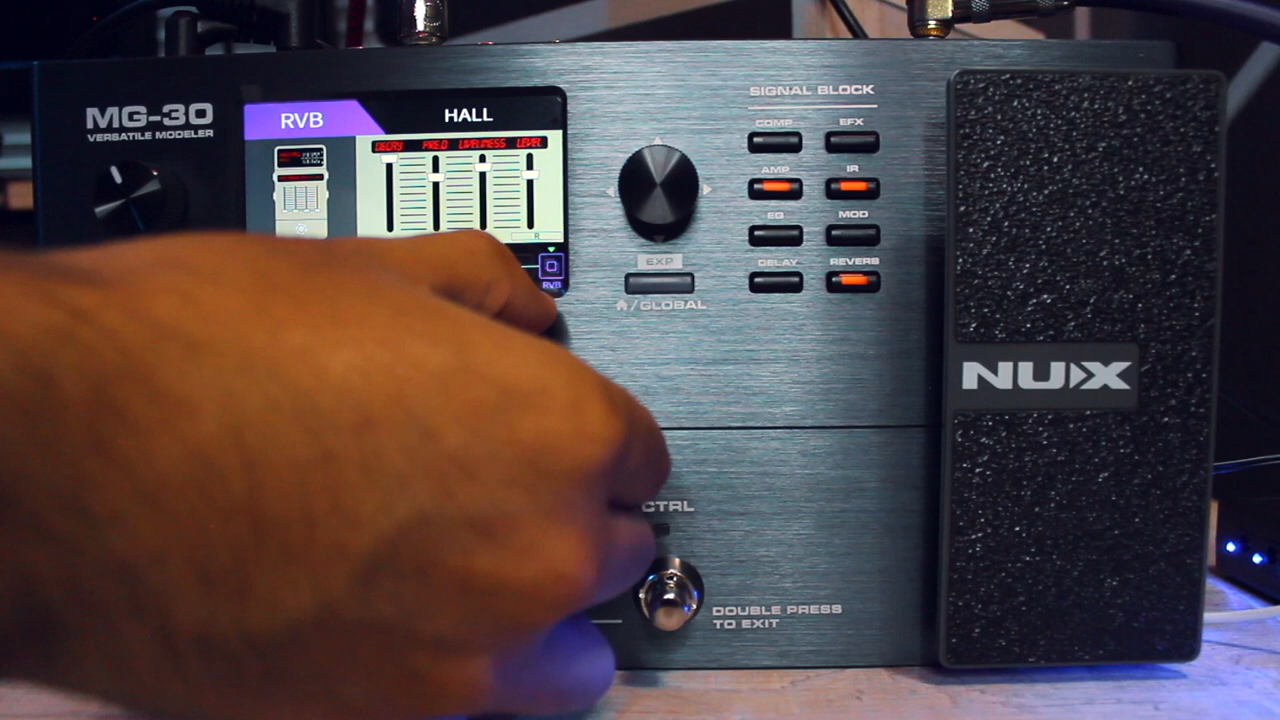 MG-30
VERSATILE MODELER
RVB
HALL
DECAY PRE.D LIVELINESS LEVEL
R
RVB
SIGNAL BLOCK
COMP EFX
AMP IR
EQ MOD
DELAY REVERB
EXP
/GLOBAL
NUX
CTRL
DOUBLE PRESS
TO EXIT